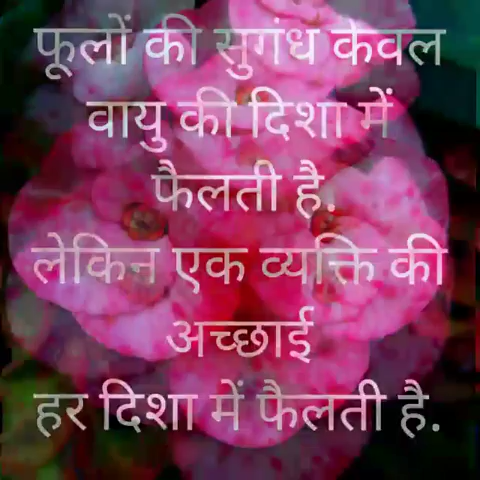 फूलों की सुगंध केवल
वायु की दिशा में
फैलती है.
लेकिन एक व्यक्ति की
अच्छाई
हर दिशा में फैलती है.